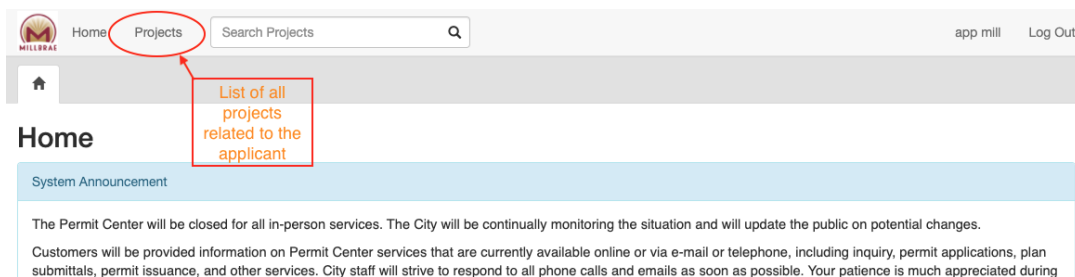 MILLBRAE
Home
Projects
Search Projects
app mill
Log Out
List of all
projects
related to the
applicant
Home
System Announcement
The Permit Center will be closed for all in-person services. The City will be continually monitoring the situation and will update the public on potential changes.
Customers will be provided information on Permit Center services that are currently available online or via e-mail or telephone, including inquiry, permit applications, plan
submittals, permit issuance, and other services. City staff will strive to respond to all phone calls and emails as soon as possible. Your patience is much appreciated during